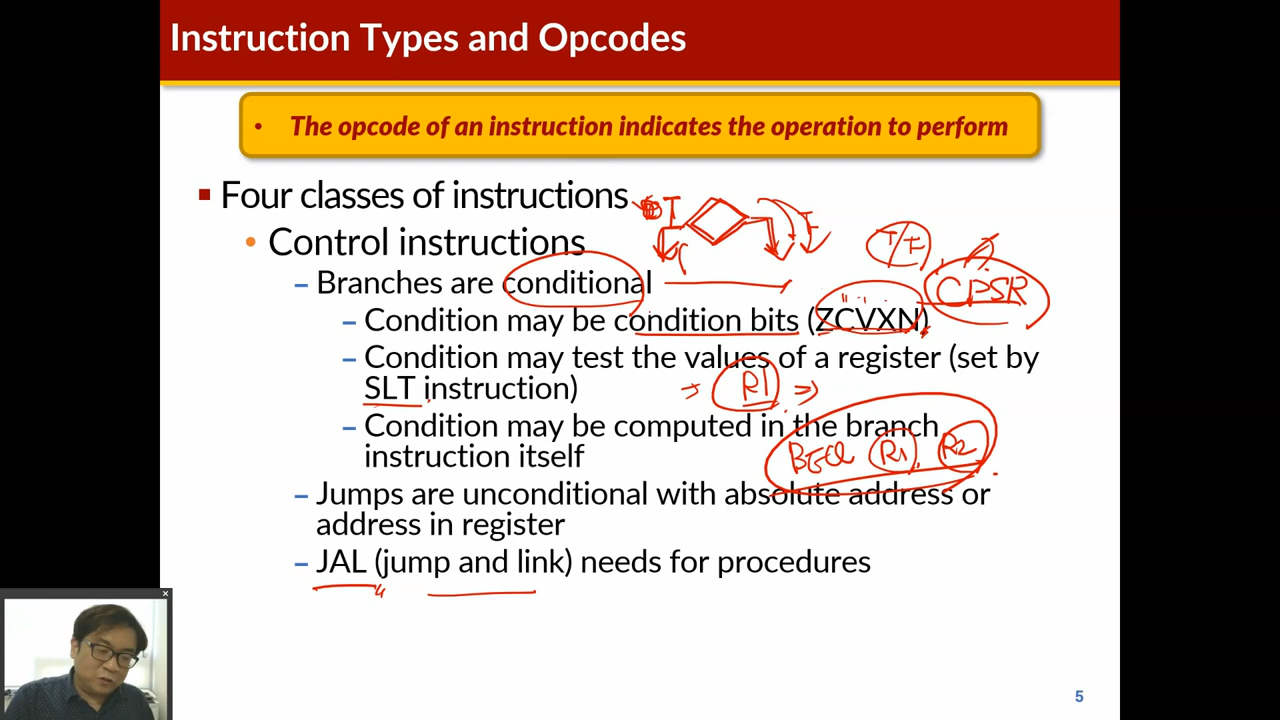 Instruction Types and Opcodes
• The opcode of an instruction indicates the operation to perform
▪ Four classes of instructions
T
T/F
• Control instructions
– Branches are conditional
CPSR
– Condition may be condition bits (ZCVXN)
– Condition may test the values of a register (set by
SLT instruction)
R1
– Condition may be computed in the branch
instruction itself
BEQ R1, R2
– Jumps are unconditional with absolute address or
address in register
– JAL (jump and link) needs for procedures
5